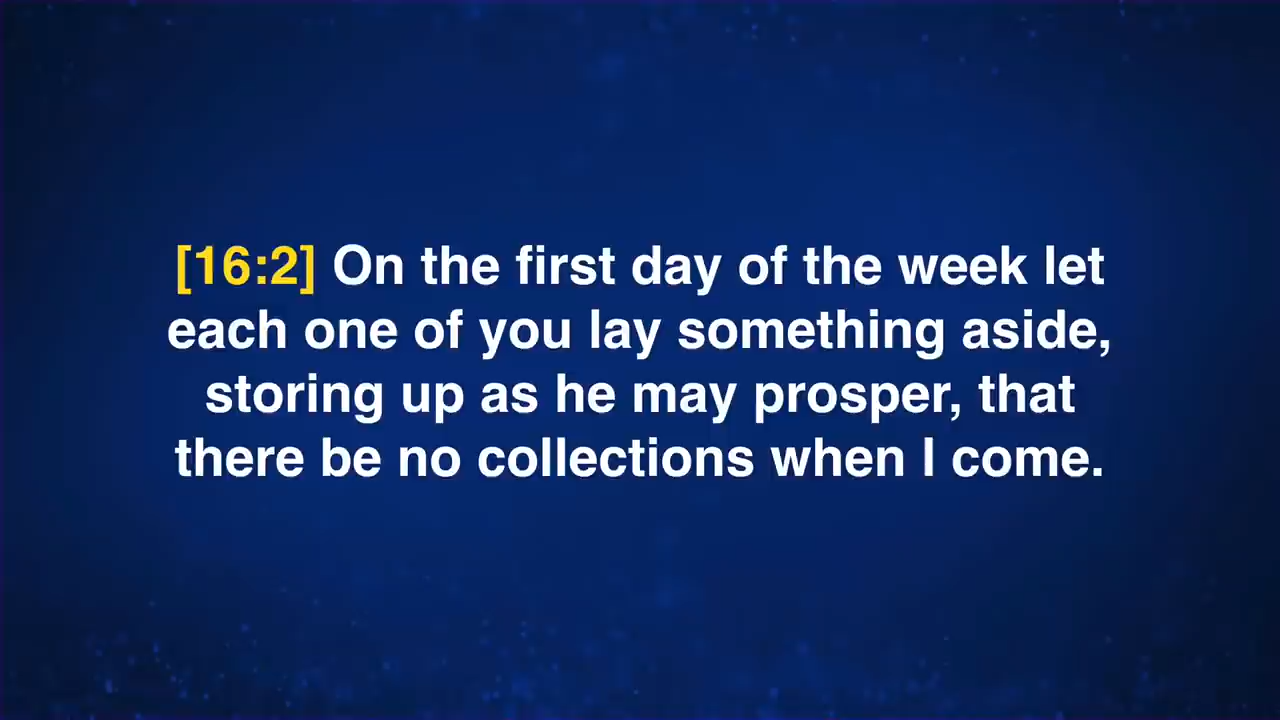 [16:2] On the first day of the week let
each one of you lay something aside,
storing up as he may prosper, that
there be no collections when I come.